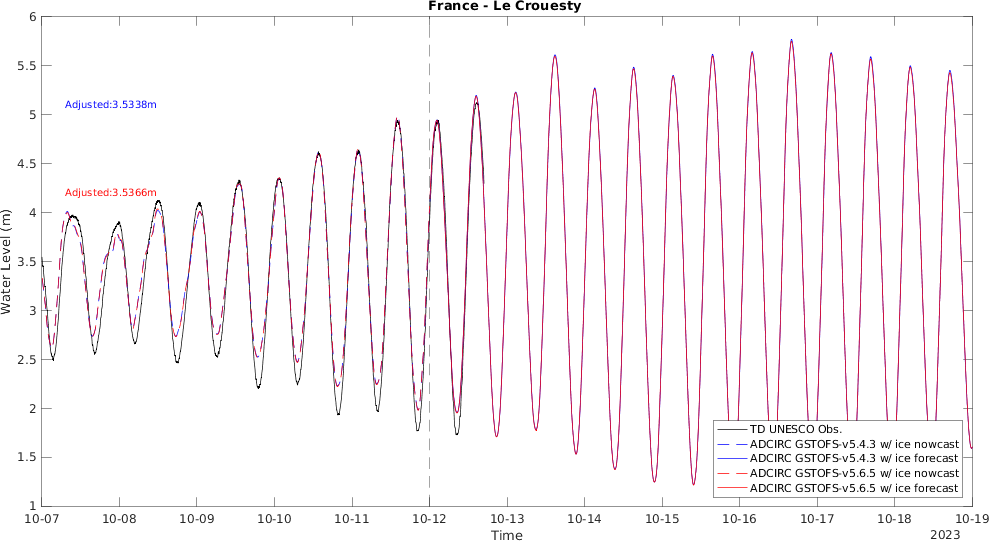 France - Le Crouesty
6
5.5
5
4.5
4
3.5
3
2.5
2
1.5
1
Water Level (m)
Adjusted:3.5338m
Adjusted:3.5366m
TD UNESCO Obs.
ADCIRC GSTOFS-v5.4.3 w/ ice nowcast
ADCIRC GSTOFS-v5.4.3 w/ ice forecast
ADCIRC GSTOFS-v5.6.5 w/ ice nowcast
ADCIRC GSTOFS-v5.6.5 w/ ice forecast
10-07 10-08 10-09 10-10 10-11 10-12 10-13 10-14 10-15 10-16 10-17 10-18 10-19
Time
2023